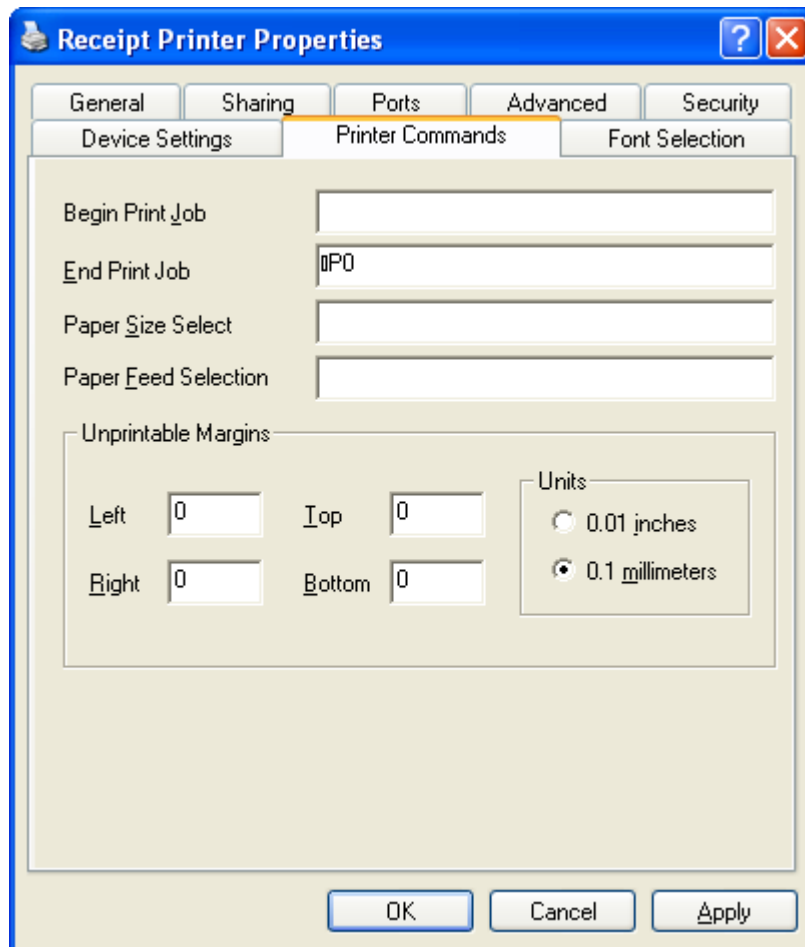 Receipt Printer Properties
General Sharing Ports Advanced Security
Device Settings Printer Commands Font Selection
Begin Print Job
End Print Job ▯P0
Paper Size Select
Paper Feed Selection
Unprintable Margins
Left 0 Top 0
Right 0 Bottom 0
Units
0.01 inches
0.1 millimeters
OK Cancel Apply